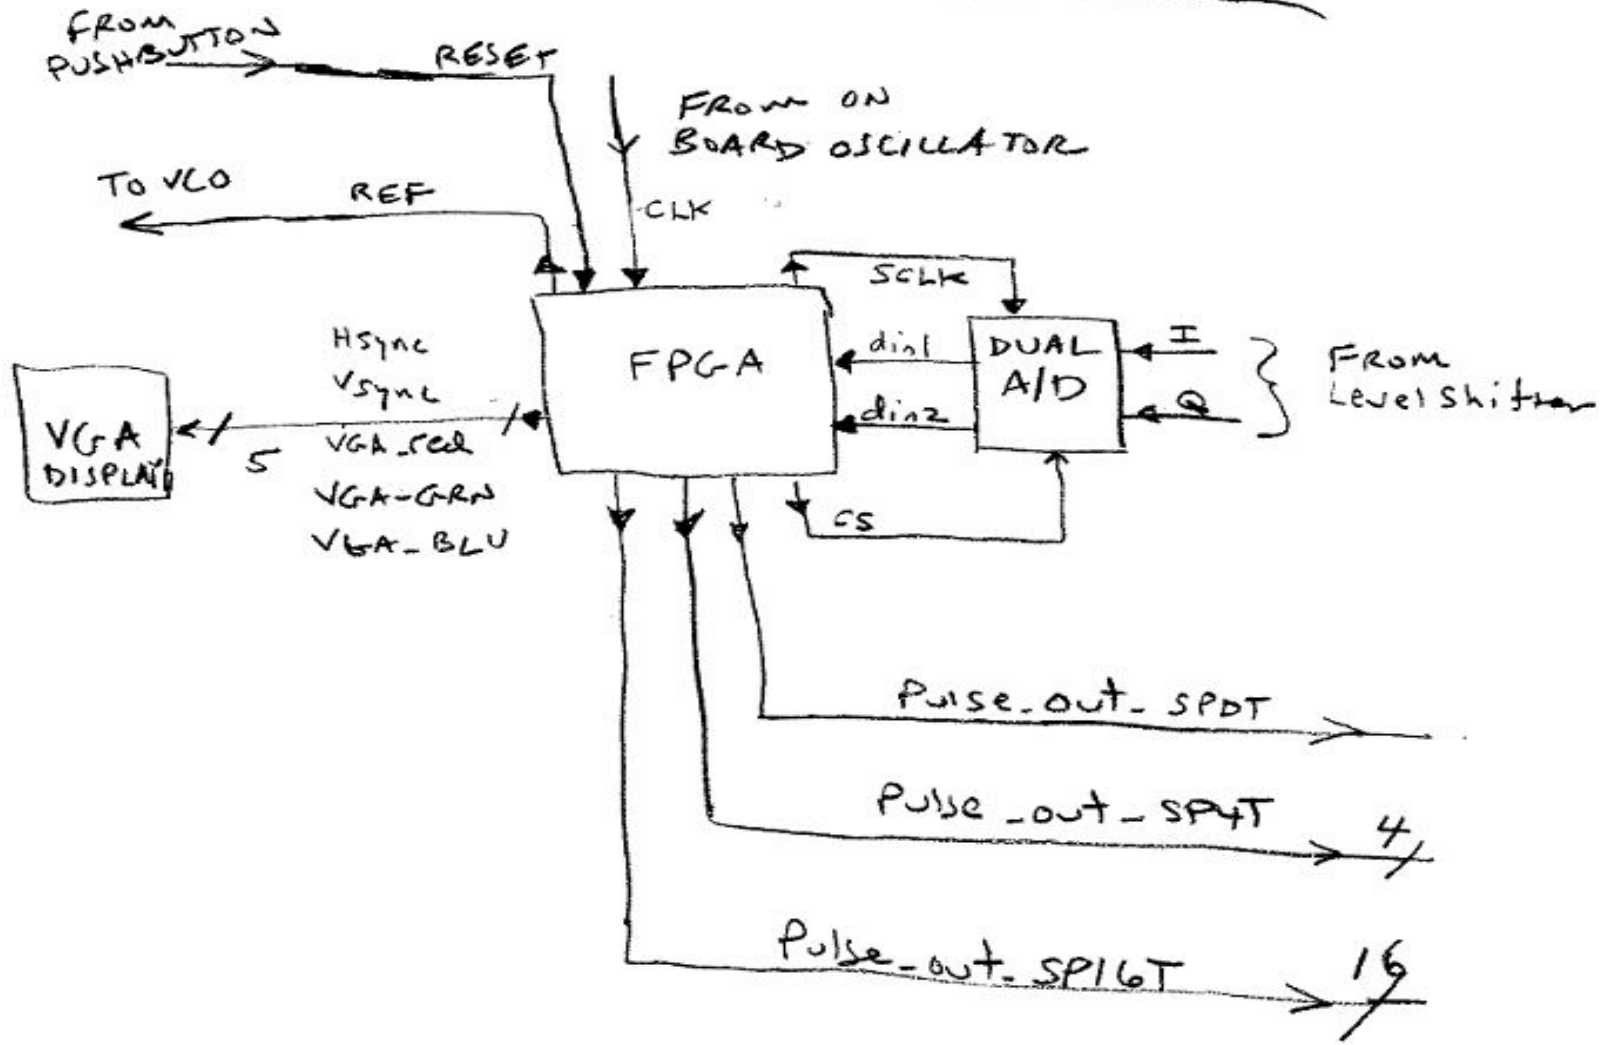 FROM
PUSHBUTTON
RESET
FROM ON
BOARD OSCILLATOR
TO VCO
REF
CLK
SCLK
Hsync
Vsync
VGA_red
VGA-GRN
VGA_BLU
5
VGA
DISPLAY
FPGA
din1
din2
DUAL
A/D
I
Q
FROM
Level Shifter
CS
Pulse_out_SPDT
Pulse_out_SP4T
4
Pulse_out_SP16T
16